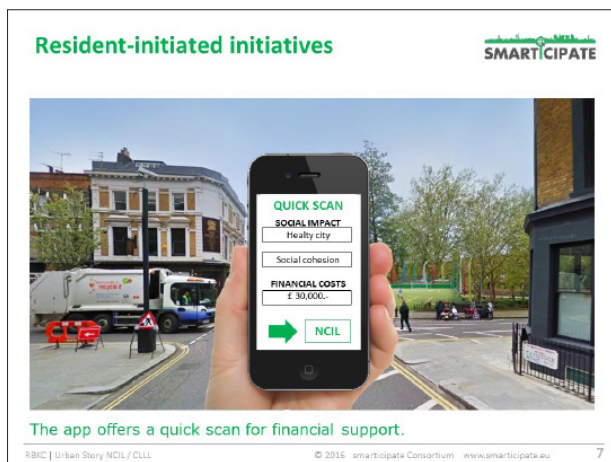 Resident-initiated initiatives
SMARTICIPATE
QUICK SCAN
SOCIAL IMPACT
Healty city
Social cohesion
FINANCIAL COSTS
£ 30,000.-
NCIL
The app offers a quick scan for financial support.
RBKC | Urban Story NCIL / CLLL
© 2016 smarticipate Consortium www.smarticipate.eu
7